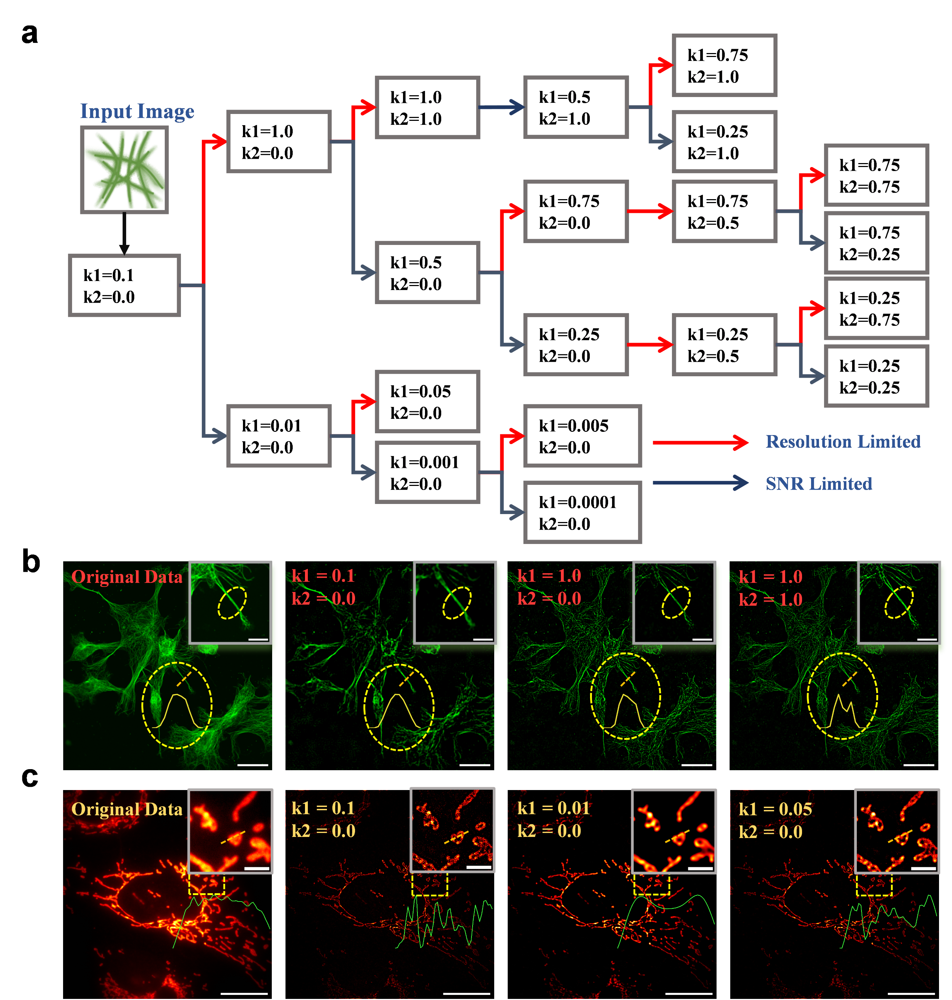 a
Input Image
k1=0.1
k2=0.0
k1=1.0
k2=0.0
k1=0.01
k2=0.0
k1=1.0
k2=1.0
k1=0.5
k2=0.0
k1=0.05
k2=0.0
k1=0.001
k2=0.0
k1=0.5
k2=1.0
k1=0.75
k2=0.0
k1=0.25
k2=0.0
k1=0.005
k2=0.0
k1=0.0001
k2=0.0
k1=0.75
k2=1.0
k1=0.25
k2=1.0
k1=0.75
k2=0.5
k1=0.25
k2=0.5
k1=0.75
k2=0.75
k1=0.75
k2=0.25
k1=0.25
k2=0.75
k1=0.25
k2=0.25
Resolution Limited
SNR Limited
b
Original Data
k1 = 0.1
k2 = 0.0
k1 = 1.0
k2 = 0.0
k1 = 1.0
k2 = 1.0
c
Original Data
k1 = 0.1
k2 = 0.0
k1 = 0.01
k2 = 0.0
k1 = 0.05
k2 = 0.0